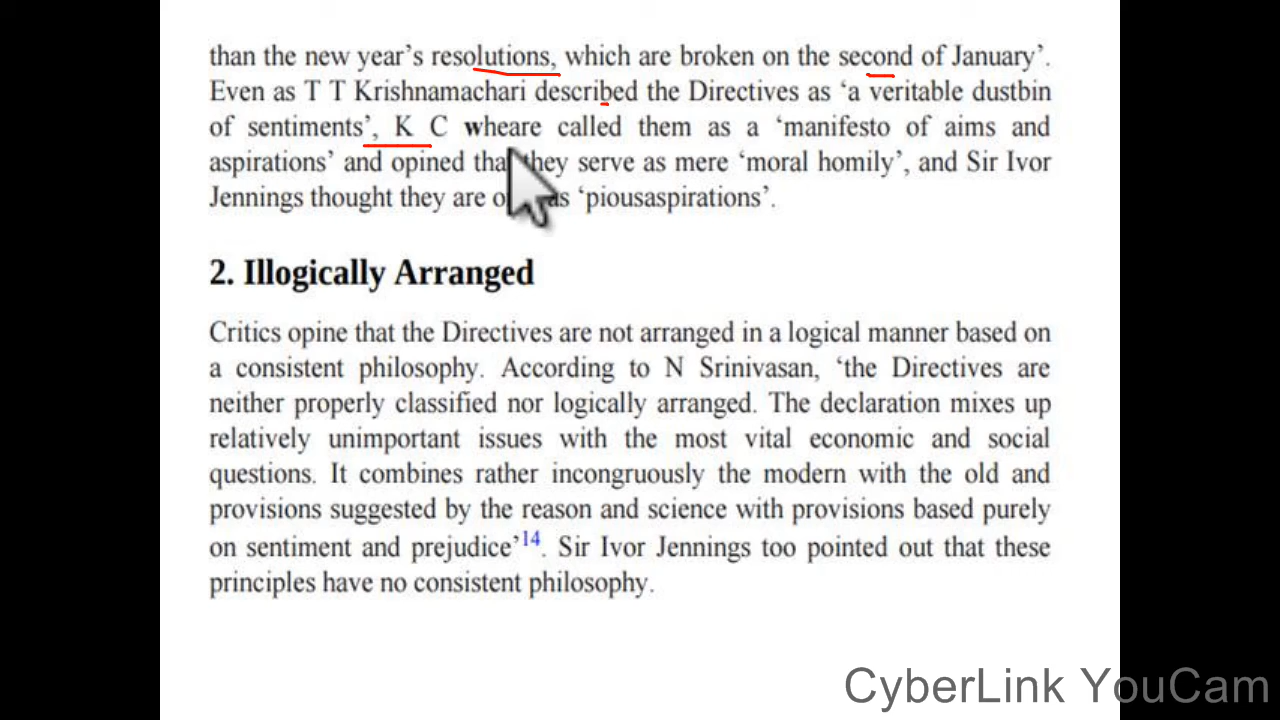 than the new year’s resolutions, which are broken on the second of January’.
Even as T T Krishnamachari described the Directives as ‘a veritable dustbin
of sentiments’, K C wheare called them as a ‘manifesto of aims and
aspirations’ and opined that they serve as mere ‘moral homily’, and Sir Ivor
Jennings thought they are as ‘piousaspirations’.
2. Illogically Arranged
Critics opine that the Directives are not arranged in a logical manner based on
a consistent philosophy. According to N Srinivasan, ‘the Directives are
neither properly classified nor logically arranged. The declaration mixes up
relatively unimportant issues with the most vital economic and social
questions. It combines rather incongruously the modern with the old and
provisions suggested by the reason and science with provisions based purely
on sentiment and prejudice’14. Sir Ivor Jennings too pointed out that these
principles have no consistent philosophy.
CyberLink YouCam